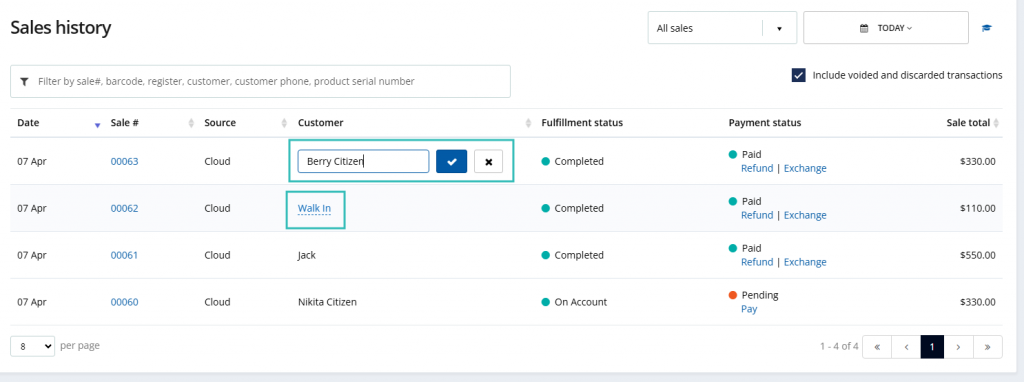 Sales history
All sales
TODAY
Filter by sale#, barcode, register, customer, customer phone, product serial number
Include voided and discarded transactions
Date Sale # Source Customer Fulfillment status Payment status Sale total
07 Apr 00063 Cloud Berry Citizen Completed Paid $330.00
Refund | Exchange
07 Apr 00062 Cloud Walk In Completed Paid $110.00
Refund | Exchange
07 Apr 00061 Cloud Jack Completed Paid $550.00
Refund | Exchange
07 Apr 00060 Cloud Nikita Citizen On Account Pending $330.00
Pay
8 per page 1 - 4 of 4 « ‹ 1 › »